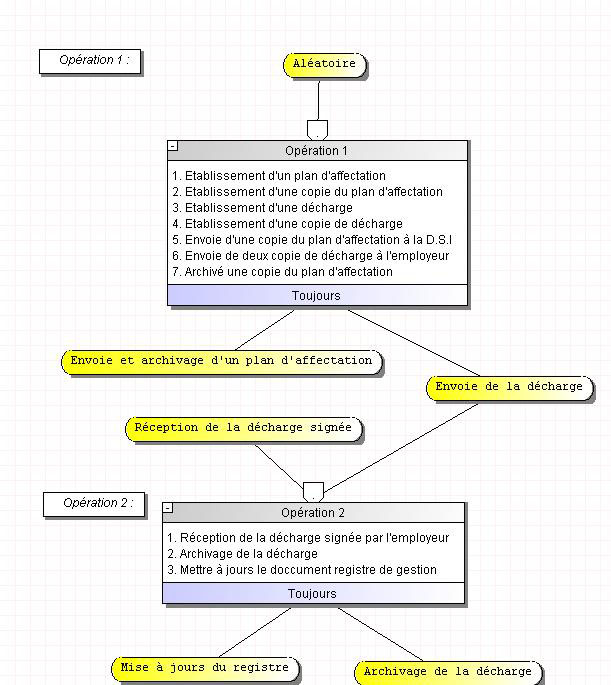 Opération 1 :
Aléatoire
-
Opération 1
1. Etablissement d'un plan d'affectation
2. Etablissement d'une copie du plan d'affectation
3. Etablissement d'une décharge
4. Etablissement d'une copie de décharge
5. Envoie d'une copie du plan d'affectation à la D.S.I
6. Envoie de deux copie de décharge à l'employeur
7. Archivé une copie du plan d'affectation
Toujours
Envoie et archivage d'un plan d'affectation
Envoie de la décharge
Réception de la décharge signée
Opération 2 :
-
Opération 2
1. Réception de la décharge signée par l'employeur
2. Archivage de la décharge
3. Mettre à jours le doccument registre de gestion
Toujours
Mise à jours du registre
Archivage de la décharge